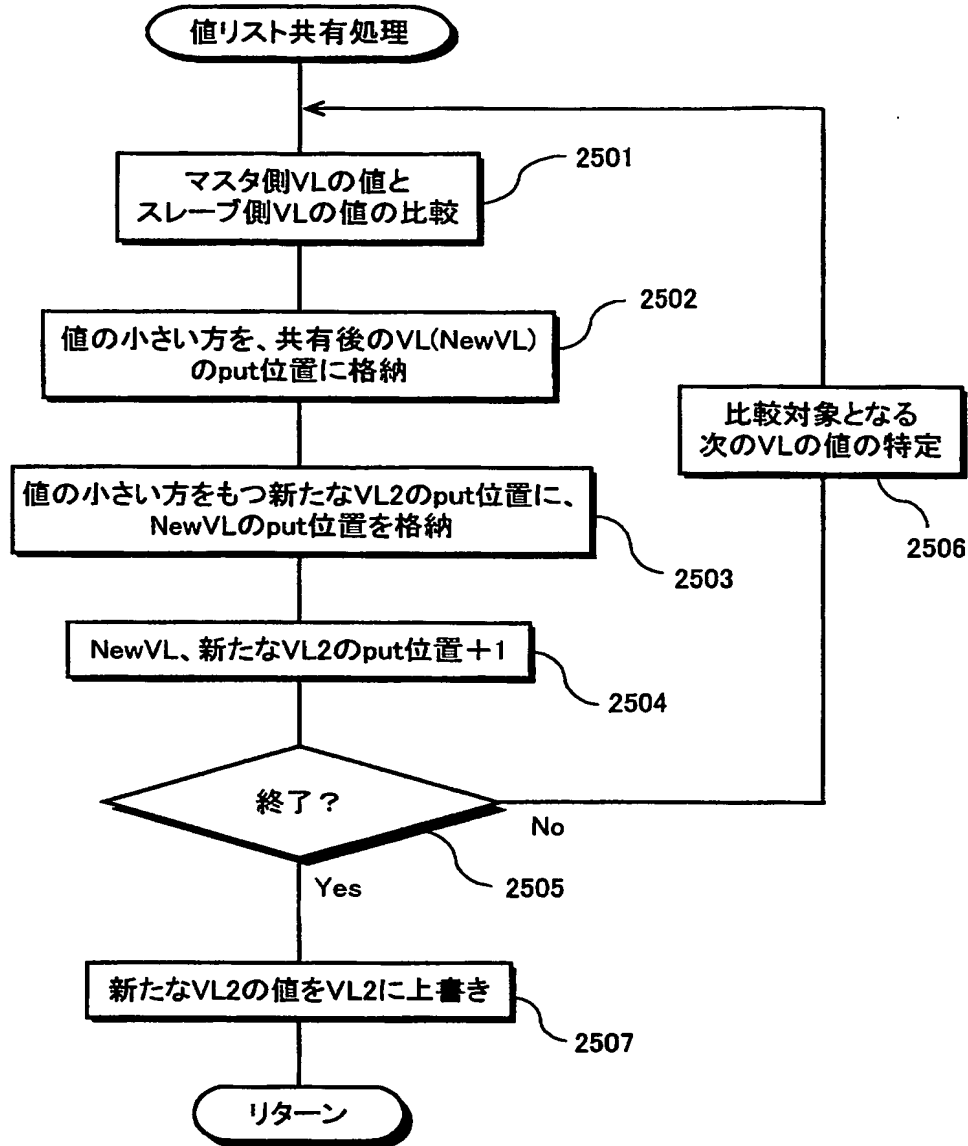 値リスト共有処理
マスタ側VLの値と
スレーブ側VLの値の比較
2501
値の小さい方を、共有後のVL(NewVL)
のput位置に格納
2502
値の小さい方をもつ新たなVL2のput位置に、
NewVLのput位置を格納
2503
NewVL、新たなVL2のput位置+1
2504
終了?
2505
No
比較対象となる
次のVLの値の特定
2506
Yes
新たなVL2の値をVL2に上書き
2507
リターン